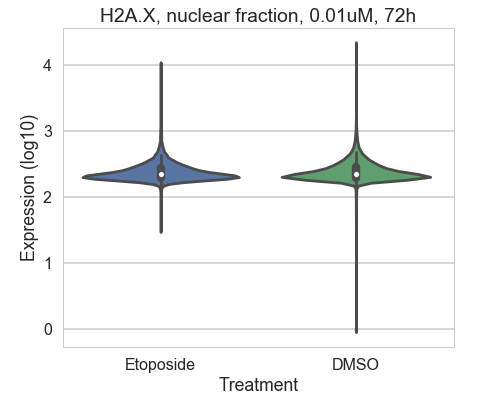 H2A.X, nuclear fraction, 0.01uM, 72h
Expression (log10)
4
3
2
1
0
Etoposide
DMSO
Treatment